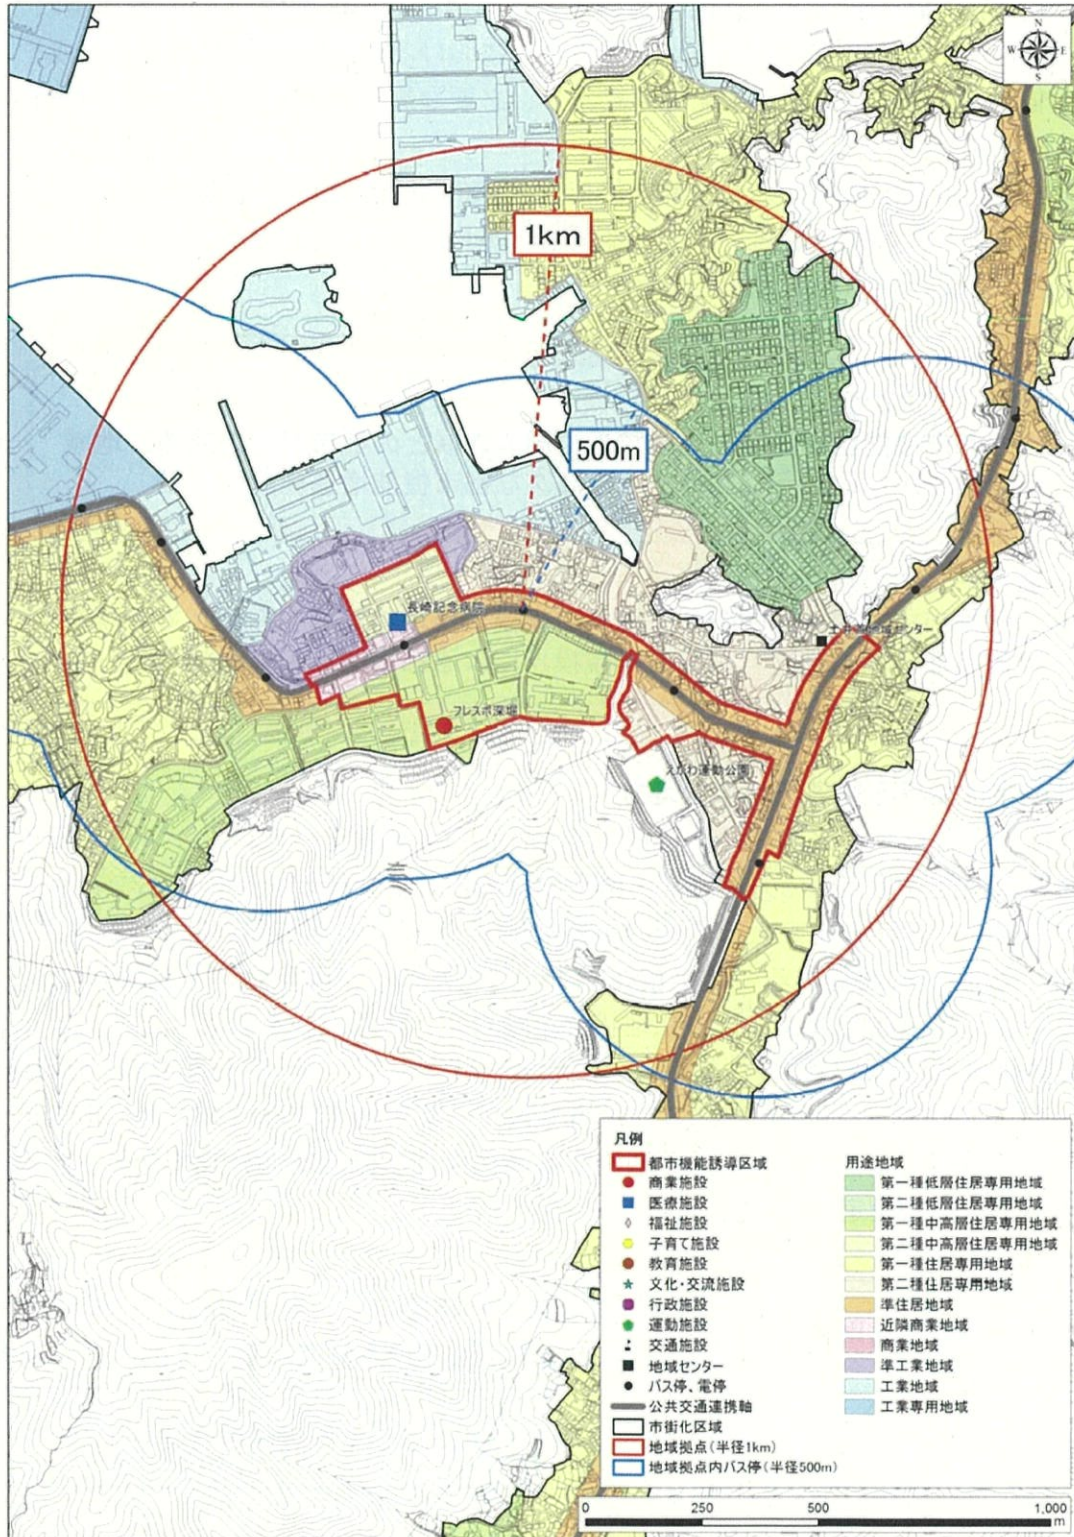 N
W E
S
1km
500m
長崎記念病院
フレスポ深堀
えがわ運動公園
凡例
都市機能誘導区域
商業施設
医療施設
福祉施設
子育て施設
教育施設
文化・交流施設
行政施設
運動施設
交通施設
地域センター
バス停、電停
公共交通連携軸
市街化区域
地域拠点(半径1km)
地域拠点内バス停(半径500m)
用途地域
第一種低層住居専用地域
第二種低層住居専用地域
第一種中高層住居専用地域
第二種中高層住居専用地域
第一種住居専用地域
第二種住居専用地域
準住居地域
近隣商業地域
商業地域
準工業地域
工業地域
工業専用地域
0 250 500 1,000
m